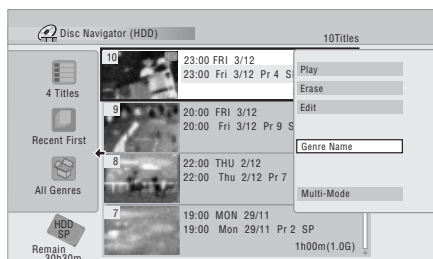 Disc Navigator (HDD)
10Titles
4 Titles
Recent First
All Genres
HDD
SP
Remain
30h30m
10
23:00 FRI 3/12
23:00 Fri 3/12 Pr 4
9
20:00 FRI 3/12
20:00 Fri 3/12 Pr 9
8
22:00 THU 2/12
22:00 Thu 2/12 Pr 7
7
19:00 MON 29/11
19:00 Mon 29/11 Pr 2 SP
1h00m(1.0G)
Play
Erase
Edit
Genre Name
Multi-Mode